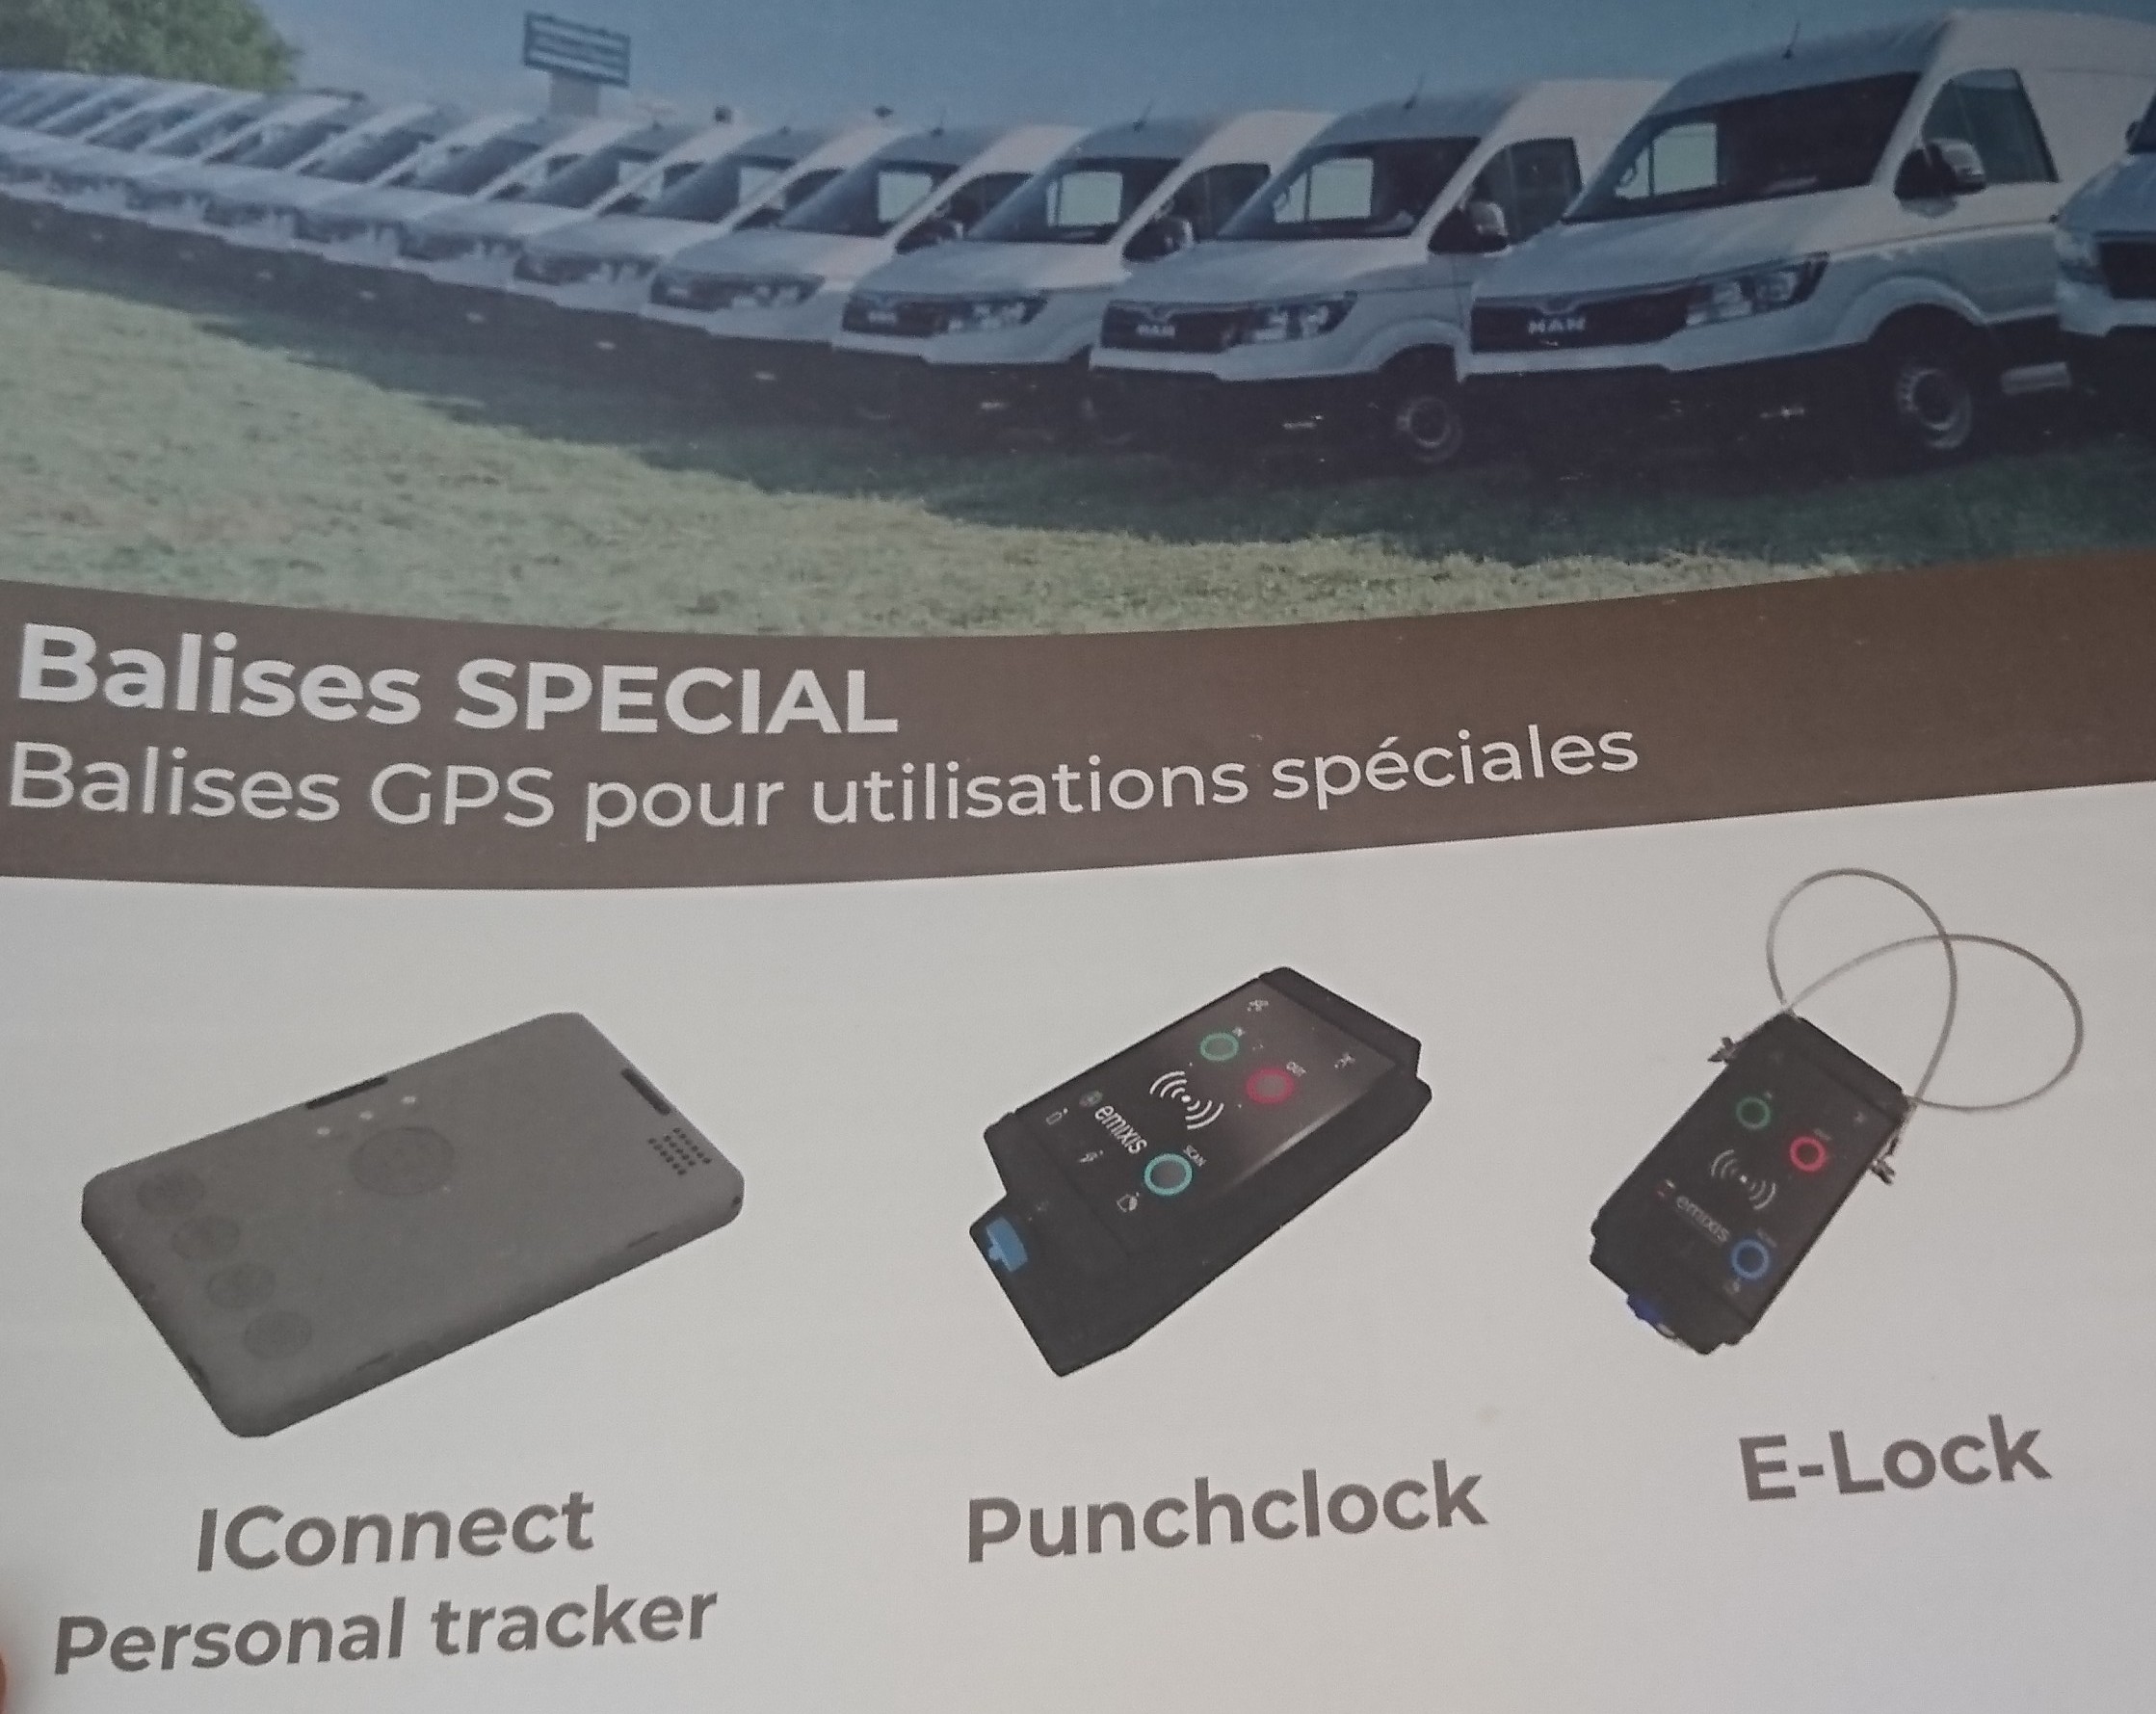 MAN
MAN
Balises SPECIAL
Balises GPS pour utilisations spéciales
IN
OUT
emixis
SCAN
emixis
IConnect
Personal tracker
Punchclock
E-Lock